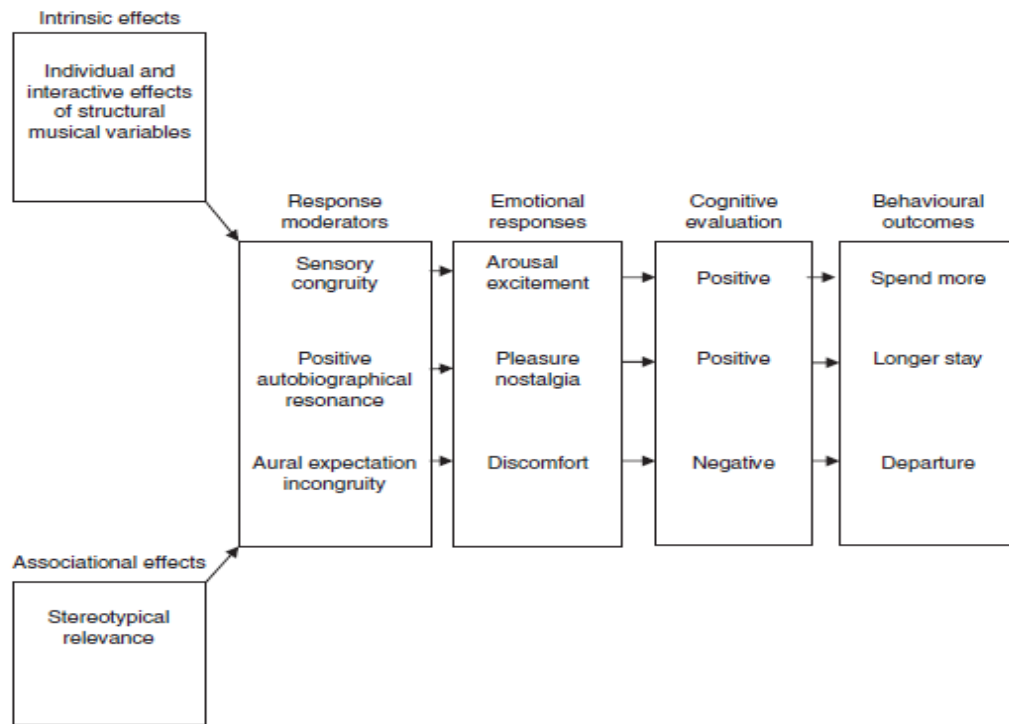 Intrinsic effects
Individual and
interactive effects
of structural
musical variables
Response
moderators
Emotional
responses
Cognitive
evaluation
Behavioural
outcomes
Sensory
congruity
Arousal
excitement
Positive
Spend more
Positive
autobiographical
resonance
Pleasure
nostalgia
Positive
Longer stay
Aural expectation
incongruity
Discomfort
Negative
Departure
Associational effects
Stereotypical
relevance